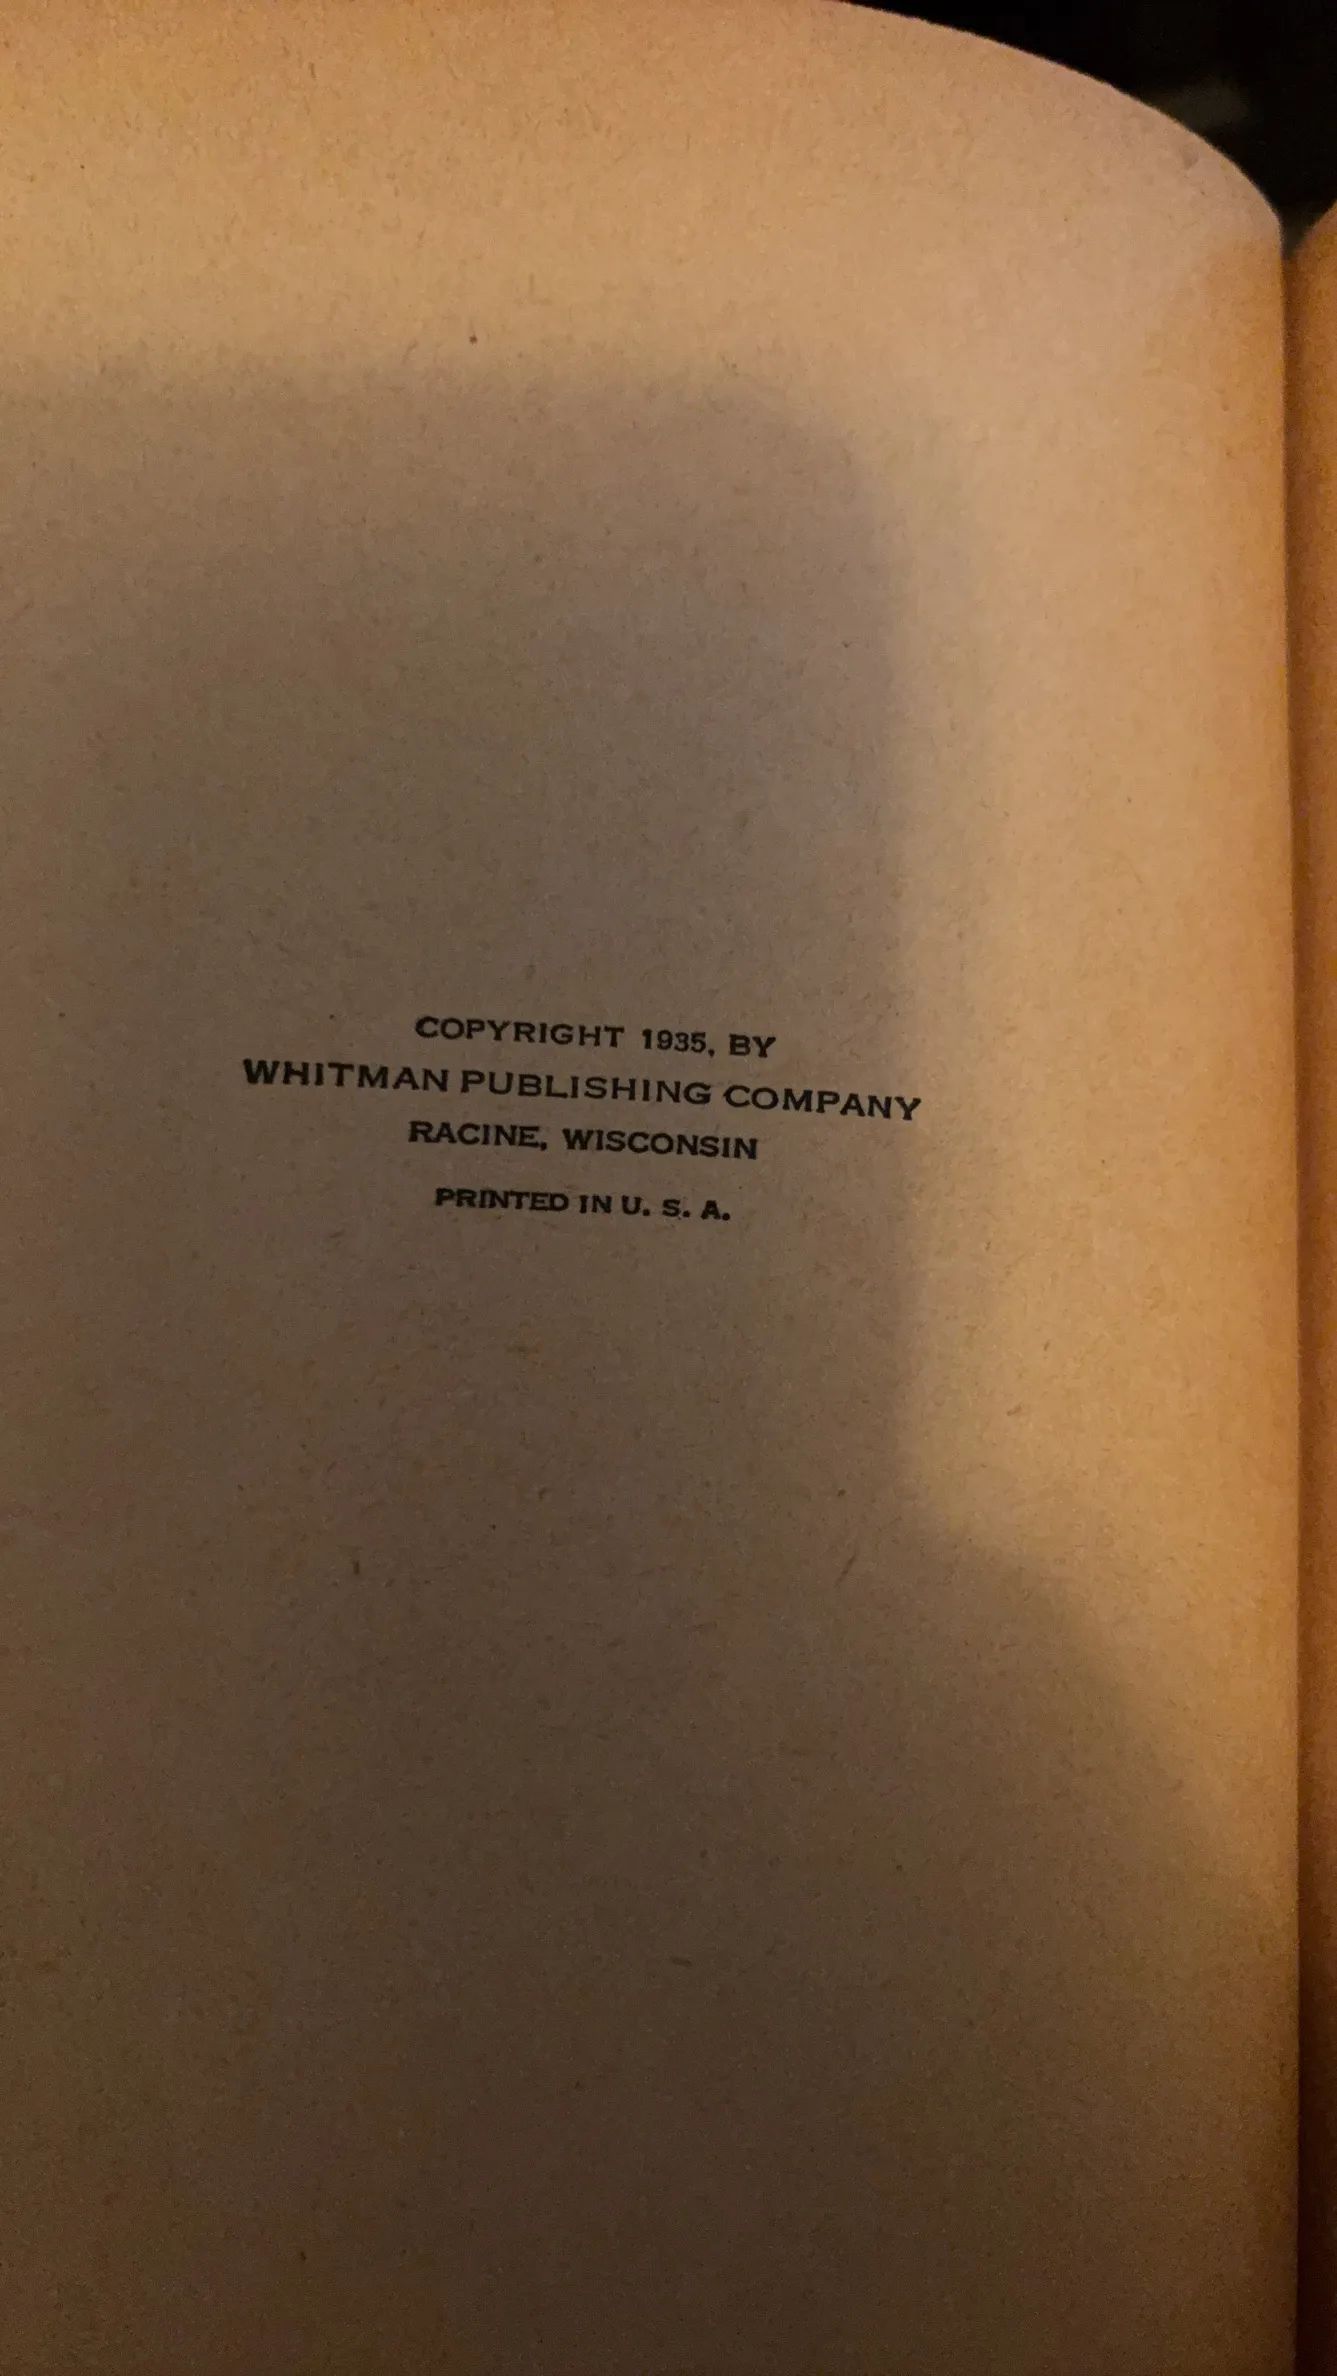 COPYRIGHT 1935, BY
WHITMAN PUBLISHING COMPANY
RACINE, WISCONSIN
PRINTED IN U. S. A.